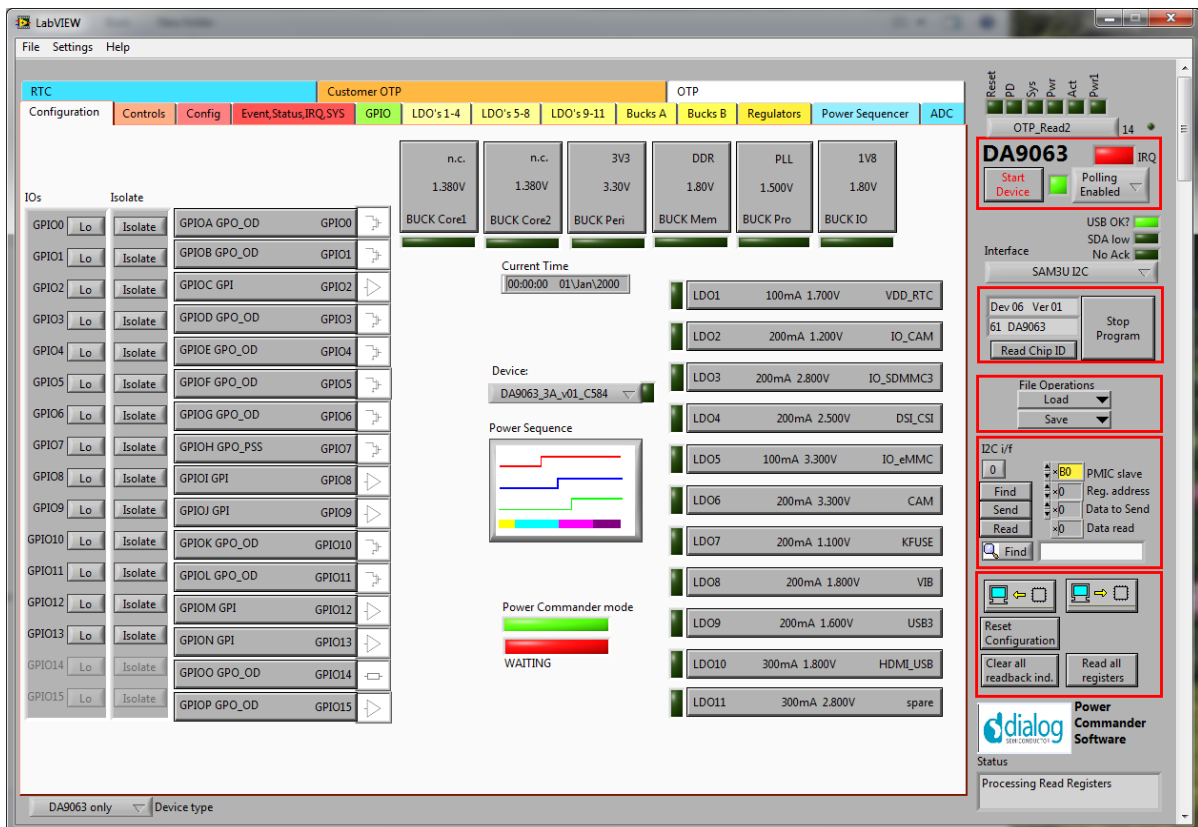 LabVIEW
File Settings Help
RTC Customer OTP OTP
Configuration Controls Config Event,Status,IRQ,SYS GPIO LDO's 1-4 LDO's 5-8 LDO's 9-11 Bucks A Bucks B Regulators Power Sequencer ADC
n.c. n.c. 3V3 DDR PLL 1V8
1.380V 1.380V 3.30V 1.80V 1.500V 1.80V
BUCK Core1 BUCK Core2 BUCK Peri BUCK Mem BUCK Pro BUCK IO
IOs Isolate
GPIO0 Lo Isolate GPIOA GPO_OD GPIO0
GPIO1 Lo Isolate GPIOB GPO_OD GPIO1
GPIO2 Lo Isolate GPIOC GPI GPIO2
GPIO3 Lo Isolate GPIOD GPO_OD GPIO3
GPIO4 Lo Isolate GPIOE GPO_OD GPIO4
GPIO5 Lo Isolate GPIOF GPO_OD GPIO5
GPIO6 Lo Isolate GPIOG GPO_OD GPIO6
GPIO7 Lo Isolate GPIOH GPO_PSS GPIO7
GPIO8 Lo Isolate GPIOI GPI GPIO8
GPIO9 Lo Isolate GPIOJ GPI GPIO9
GPIO10 Lo Isolate GPIOK GPO_OD GPIO10
GPIO11 Lo Isolate GPIOL GPO_OD GPIO11
GPIO12 Lo Isolate GPIOM GPI GPIO12
GPIO13 Lo Isolate GPION GPI GPIO13
GPIO14 Lo Isolate GPIOO GPO_OD GPIO14
GPIO15 Lo Isolate GPIOP GPO_OD GPIO15
Current Time
00:00:00 01\Jan\2000
Device:
DA9063_3A_v01_C584
Power Sequence
Power Commander mode
WAITING
LDO1 100mA 1.700V VDD_RTC
LDO2 200mA 1.200V IO_CAM
LDO3 200mA 2.800V IO_SDMMC3
LDO4 200mA 2.500V DSI_CSI
LDO5 100mA 3.300V IO_eMMC
LDO6 200mA 3.300V CAM
LDO7 200mA 1.100V KFUSE
LDO8 200mA 1.800V VIB
LDO9 200mA 1.600V USB3
LDO10 300mA 1.800V HDMI_USB
LDO11 300mA 2.800V spare
DA9063 only Device type
Reset PD Sys Pwr Act Pwr1
OTP_Read2 14
DA9063 IRQ
Start Device
Polling Enabled
USB OK?
SDA low
Interface No Ack
SAM3U I2C
Dev 06 Ver 01
61 DA9063
Read Chip ID
Stop Program
File Operations
Load
Save
I2C i/f
0 ×B0 PMIC slave
Find ×0 Reg. address
Send ×0 Data to Send
Read ×0 Data read
Find
Reset
Configuration
Clear all readback ind.
Read all registers
dialog
SEMICONDUCTOR
Power
Commander
Software
Status
Processing Read Registers